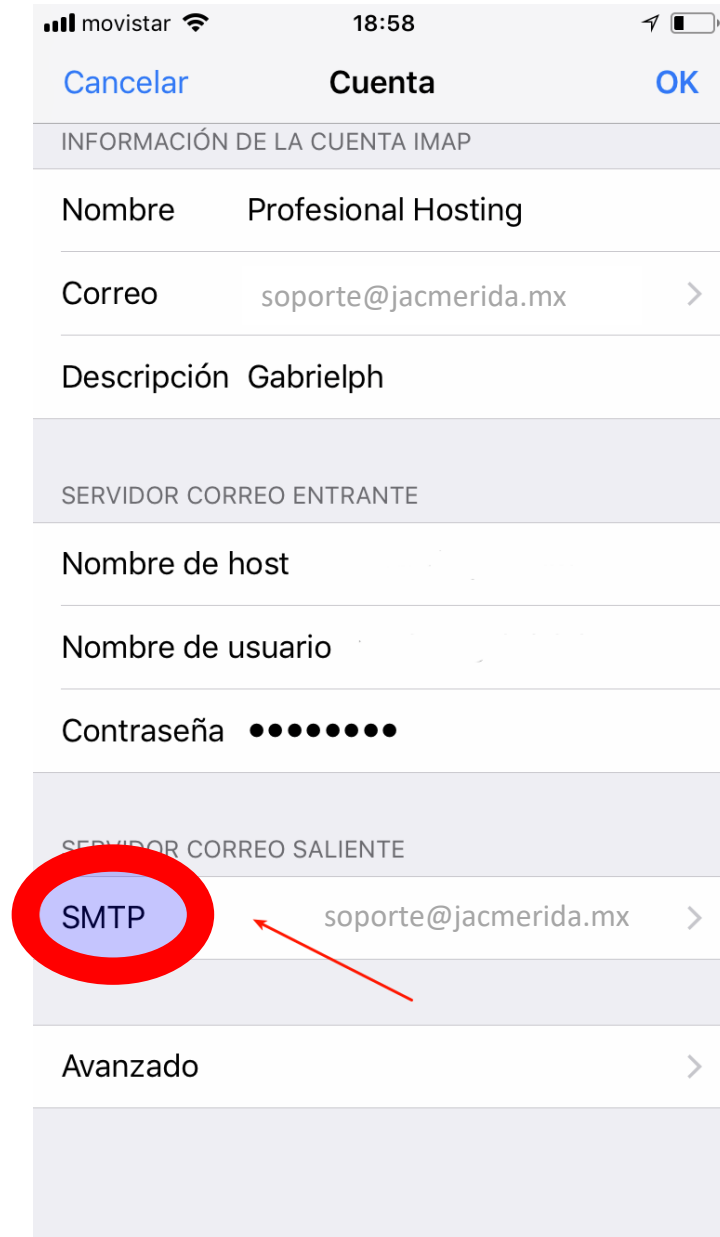 movistar 18:58
Cancelar Cuenta OK
INFORMACIÓN DE LA CUENTA IMAP
Nombre Profesional Hosting
Correo soporte@jacmerida.mx
Descripción Gabrielph
SERVIDOR CORREO ENTRANTE
Nombre de host
Nombre de usuario
Contraseña ●●●●●●●●
SERVIDOR CORREO SALIENTE
SMTP soporte@jacmerida.mx
Avanzado